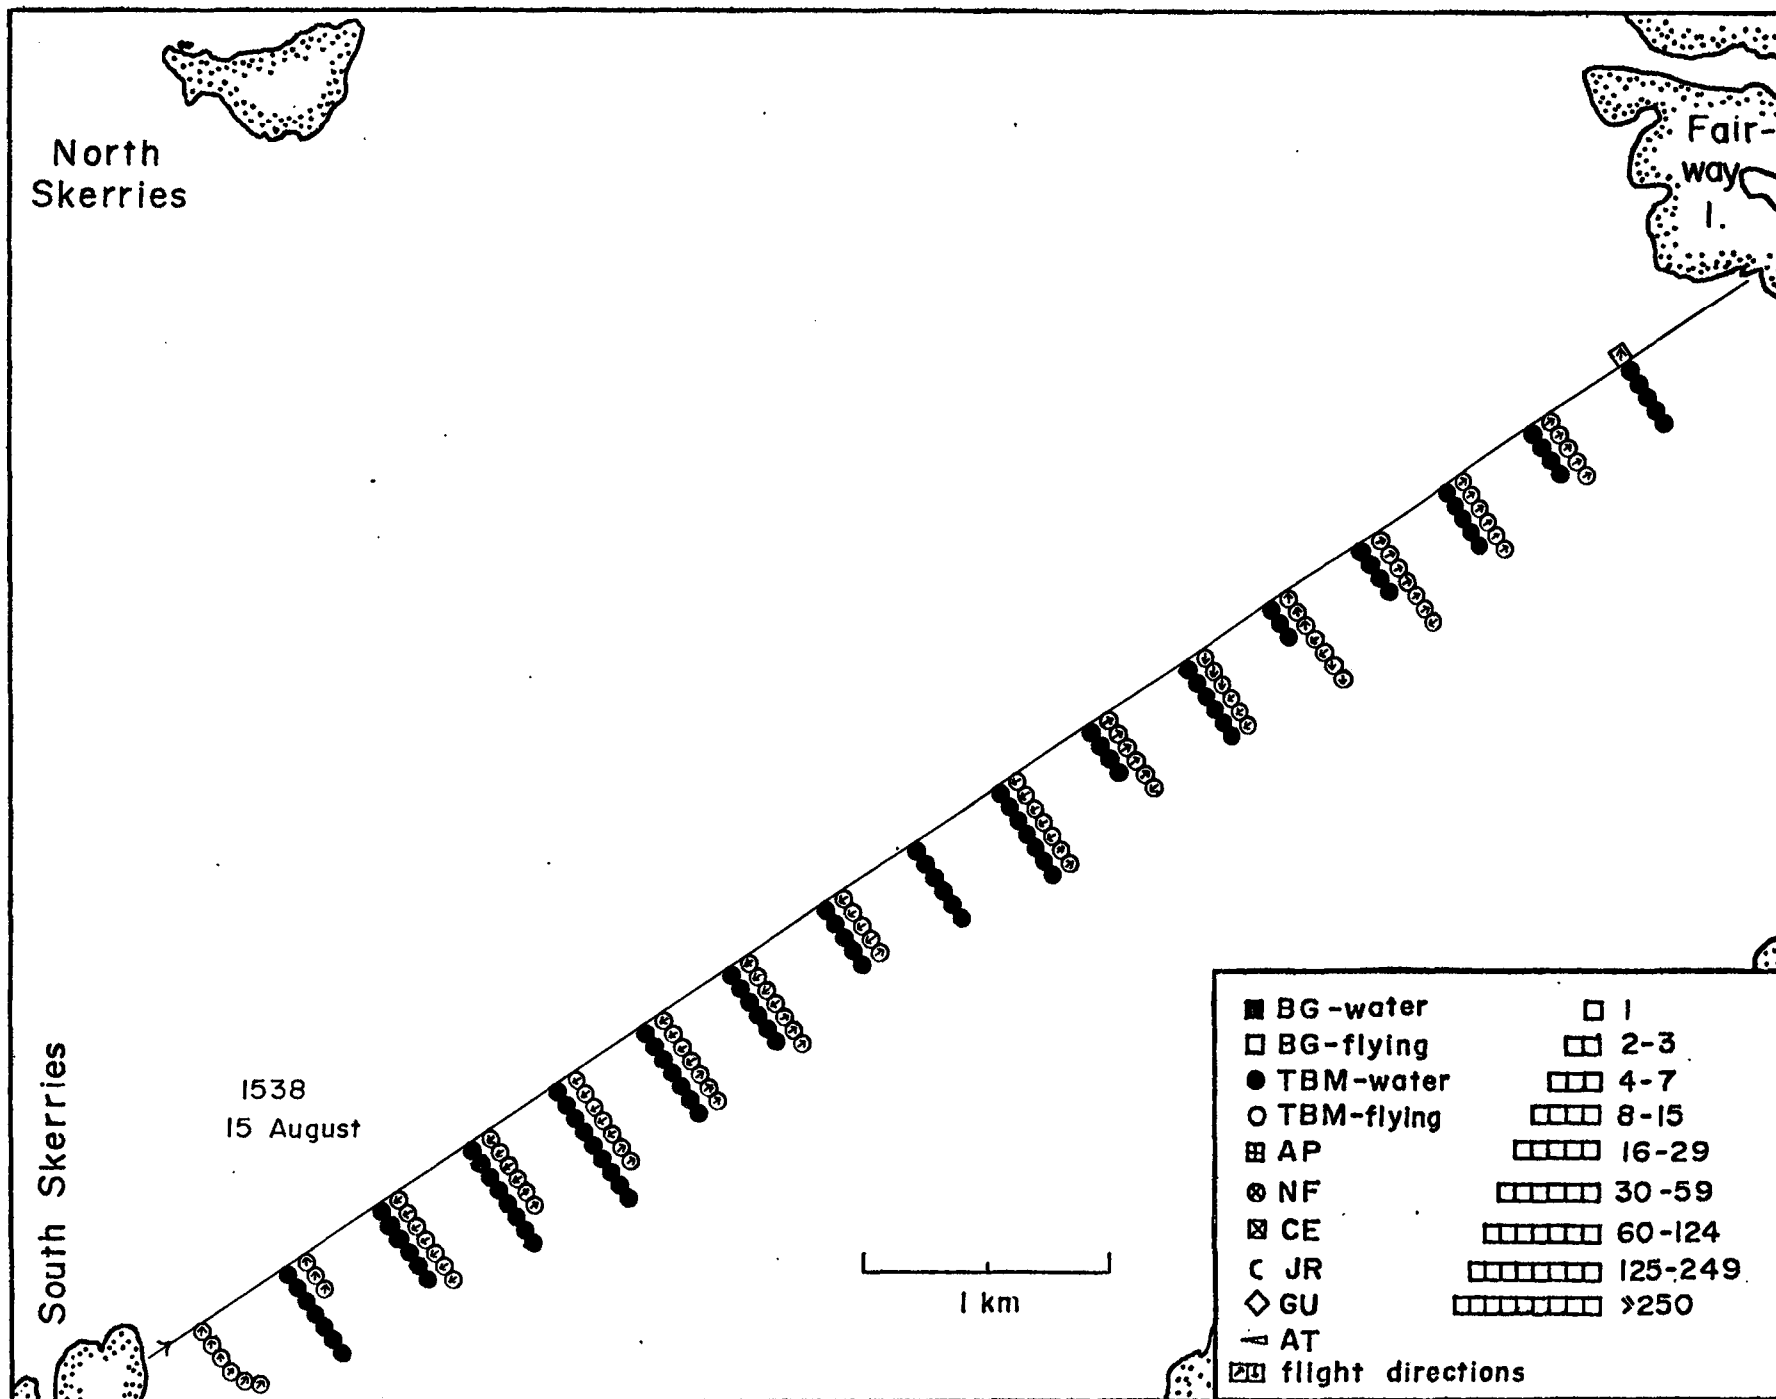 North
Skerries
Fair-
way
I.
1538
15 August
South Skerries
1 km
BG-water 1
BG-flying 2-3
TBM-water 4-7
TBM-flying 8-15
AP 16-29
NF 30-59
CE 60-124
JR 125-249
GU ≥250
AT
flight directions